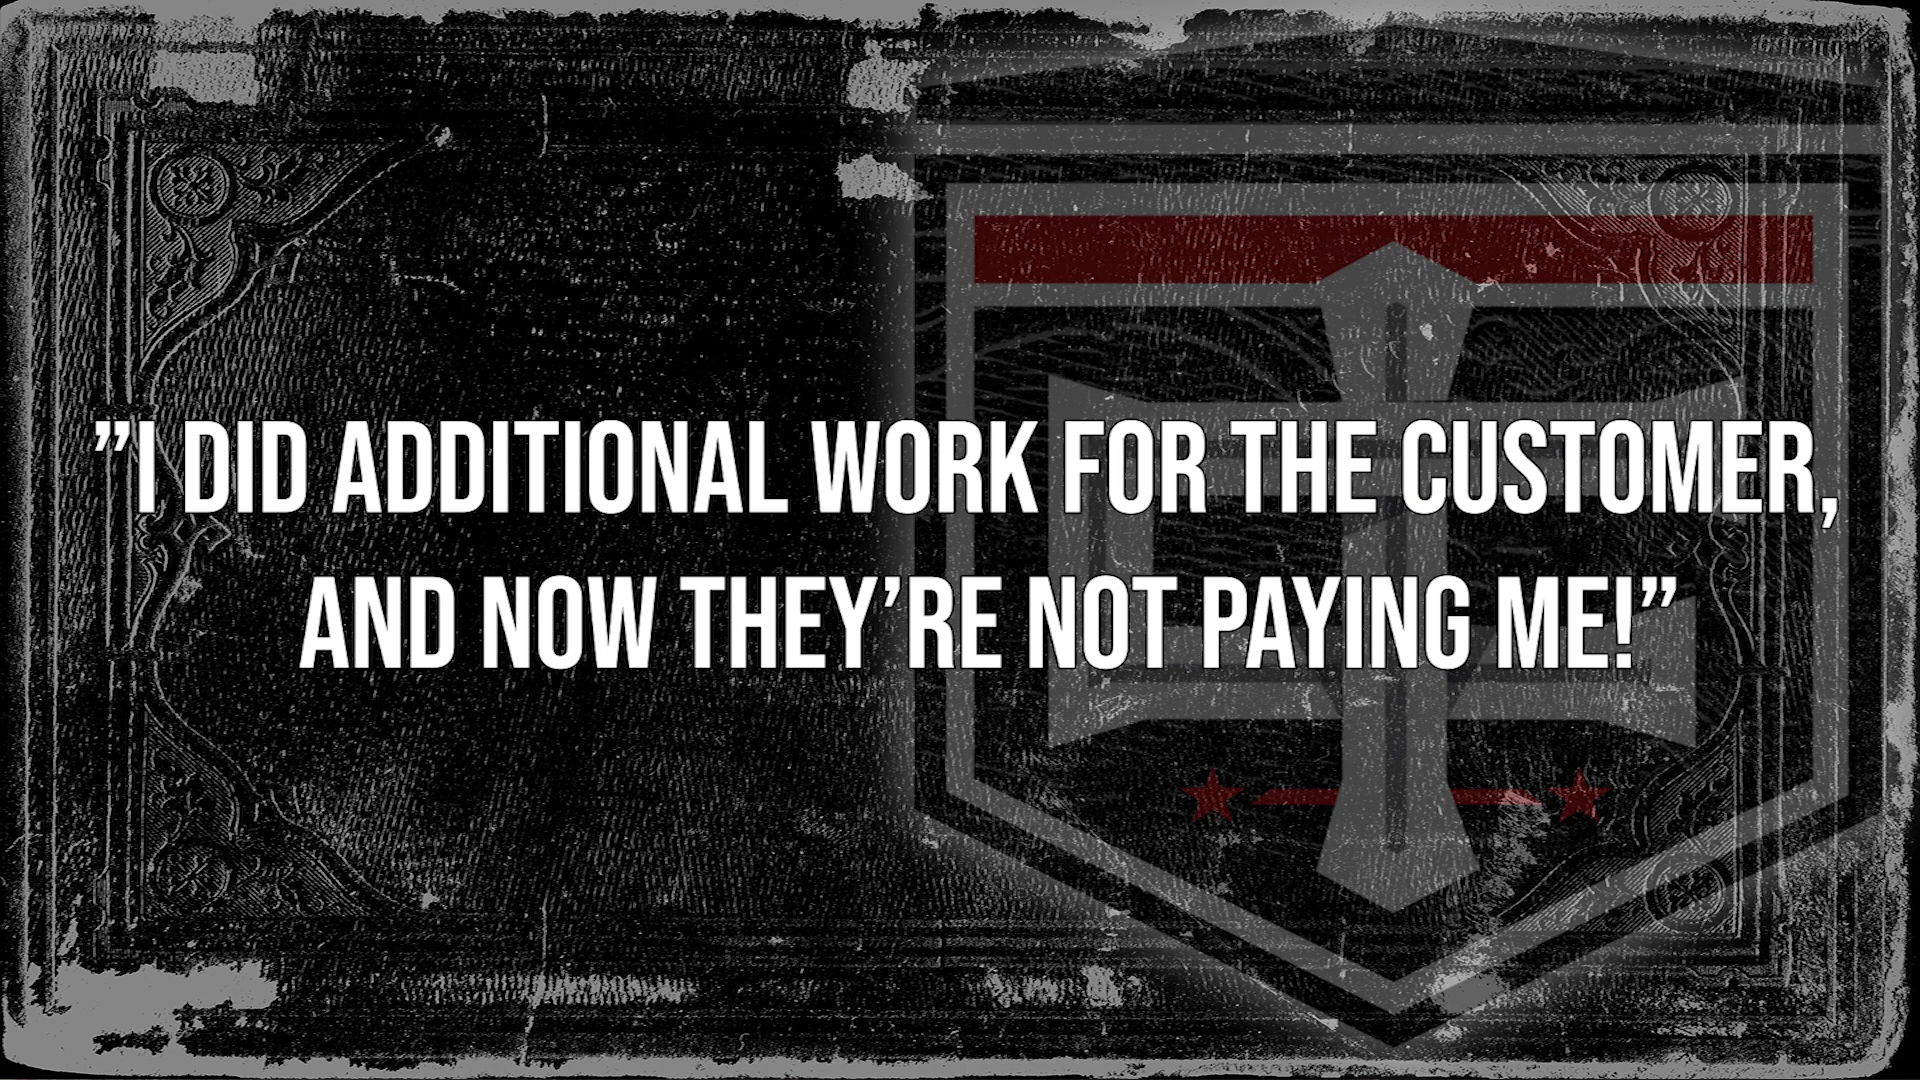 ”I DID ADDITIONAL WORK FOR THE CUSTOMER,
AND NOW THEY’RE NOT PAYING ME!”